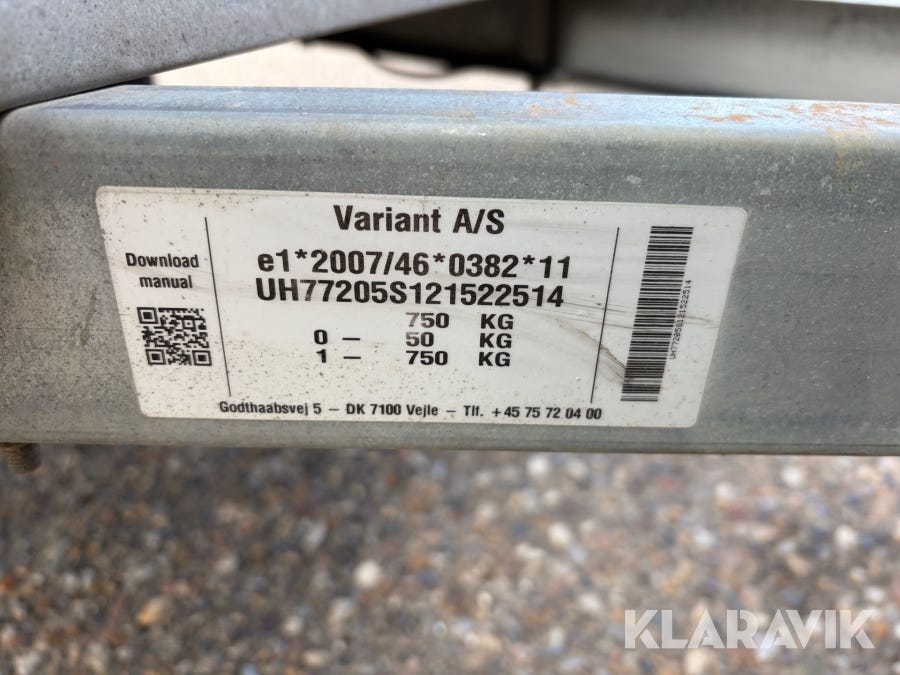 Variant A/S
Download
manual
e1*2007/46*0382*11
UH77205S121522514
750 KG
0 – 50 KG
1 – 750 KG
Godthaabsvej 5 – DK 7100 Vejle – Tlf. +45 75 72 04 00
UH77205S121522514
KLARAVIK